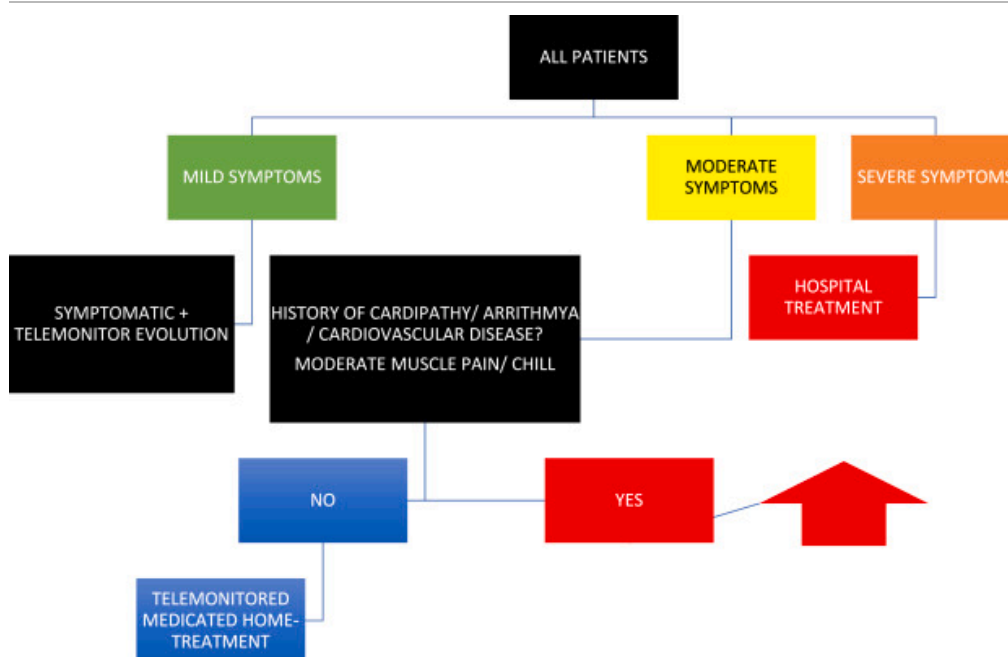 ALL PATIENTS
MILD SYMPTOMS
MODERATE
SYMPTOMS
SEVERE SYMPTOMS
SYMPTOMATIC +
TELEMONITOR EVOLUTION
HISTORY OF CARDIPATHY/ ARRITHMYA
/ CARDIOVASCULAR DISEASE?
MODERATE MUSCLE PAIN/ CHILL
HOSPITAL
TREATMENT
NO
YES
TELEMONITORED
MEDICATED HOME-
TREATMENT